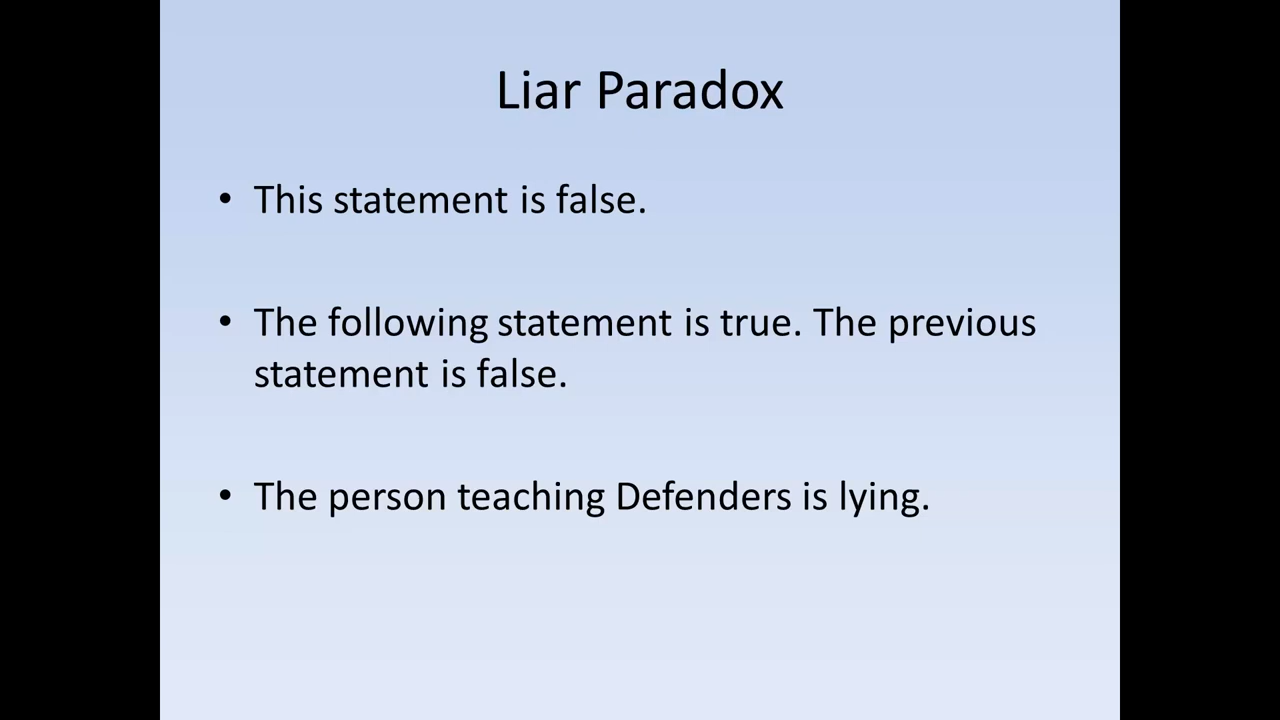 Liar Paradox
• This statement is false.
• The following statement is true. The previous
statement is false.
• The person teaching Defenders is lying.